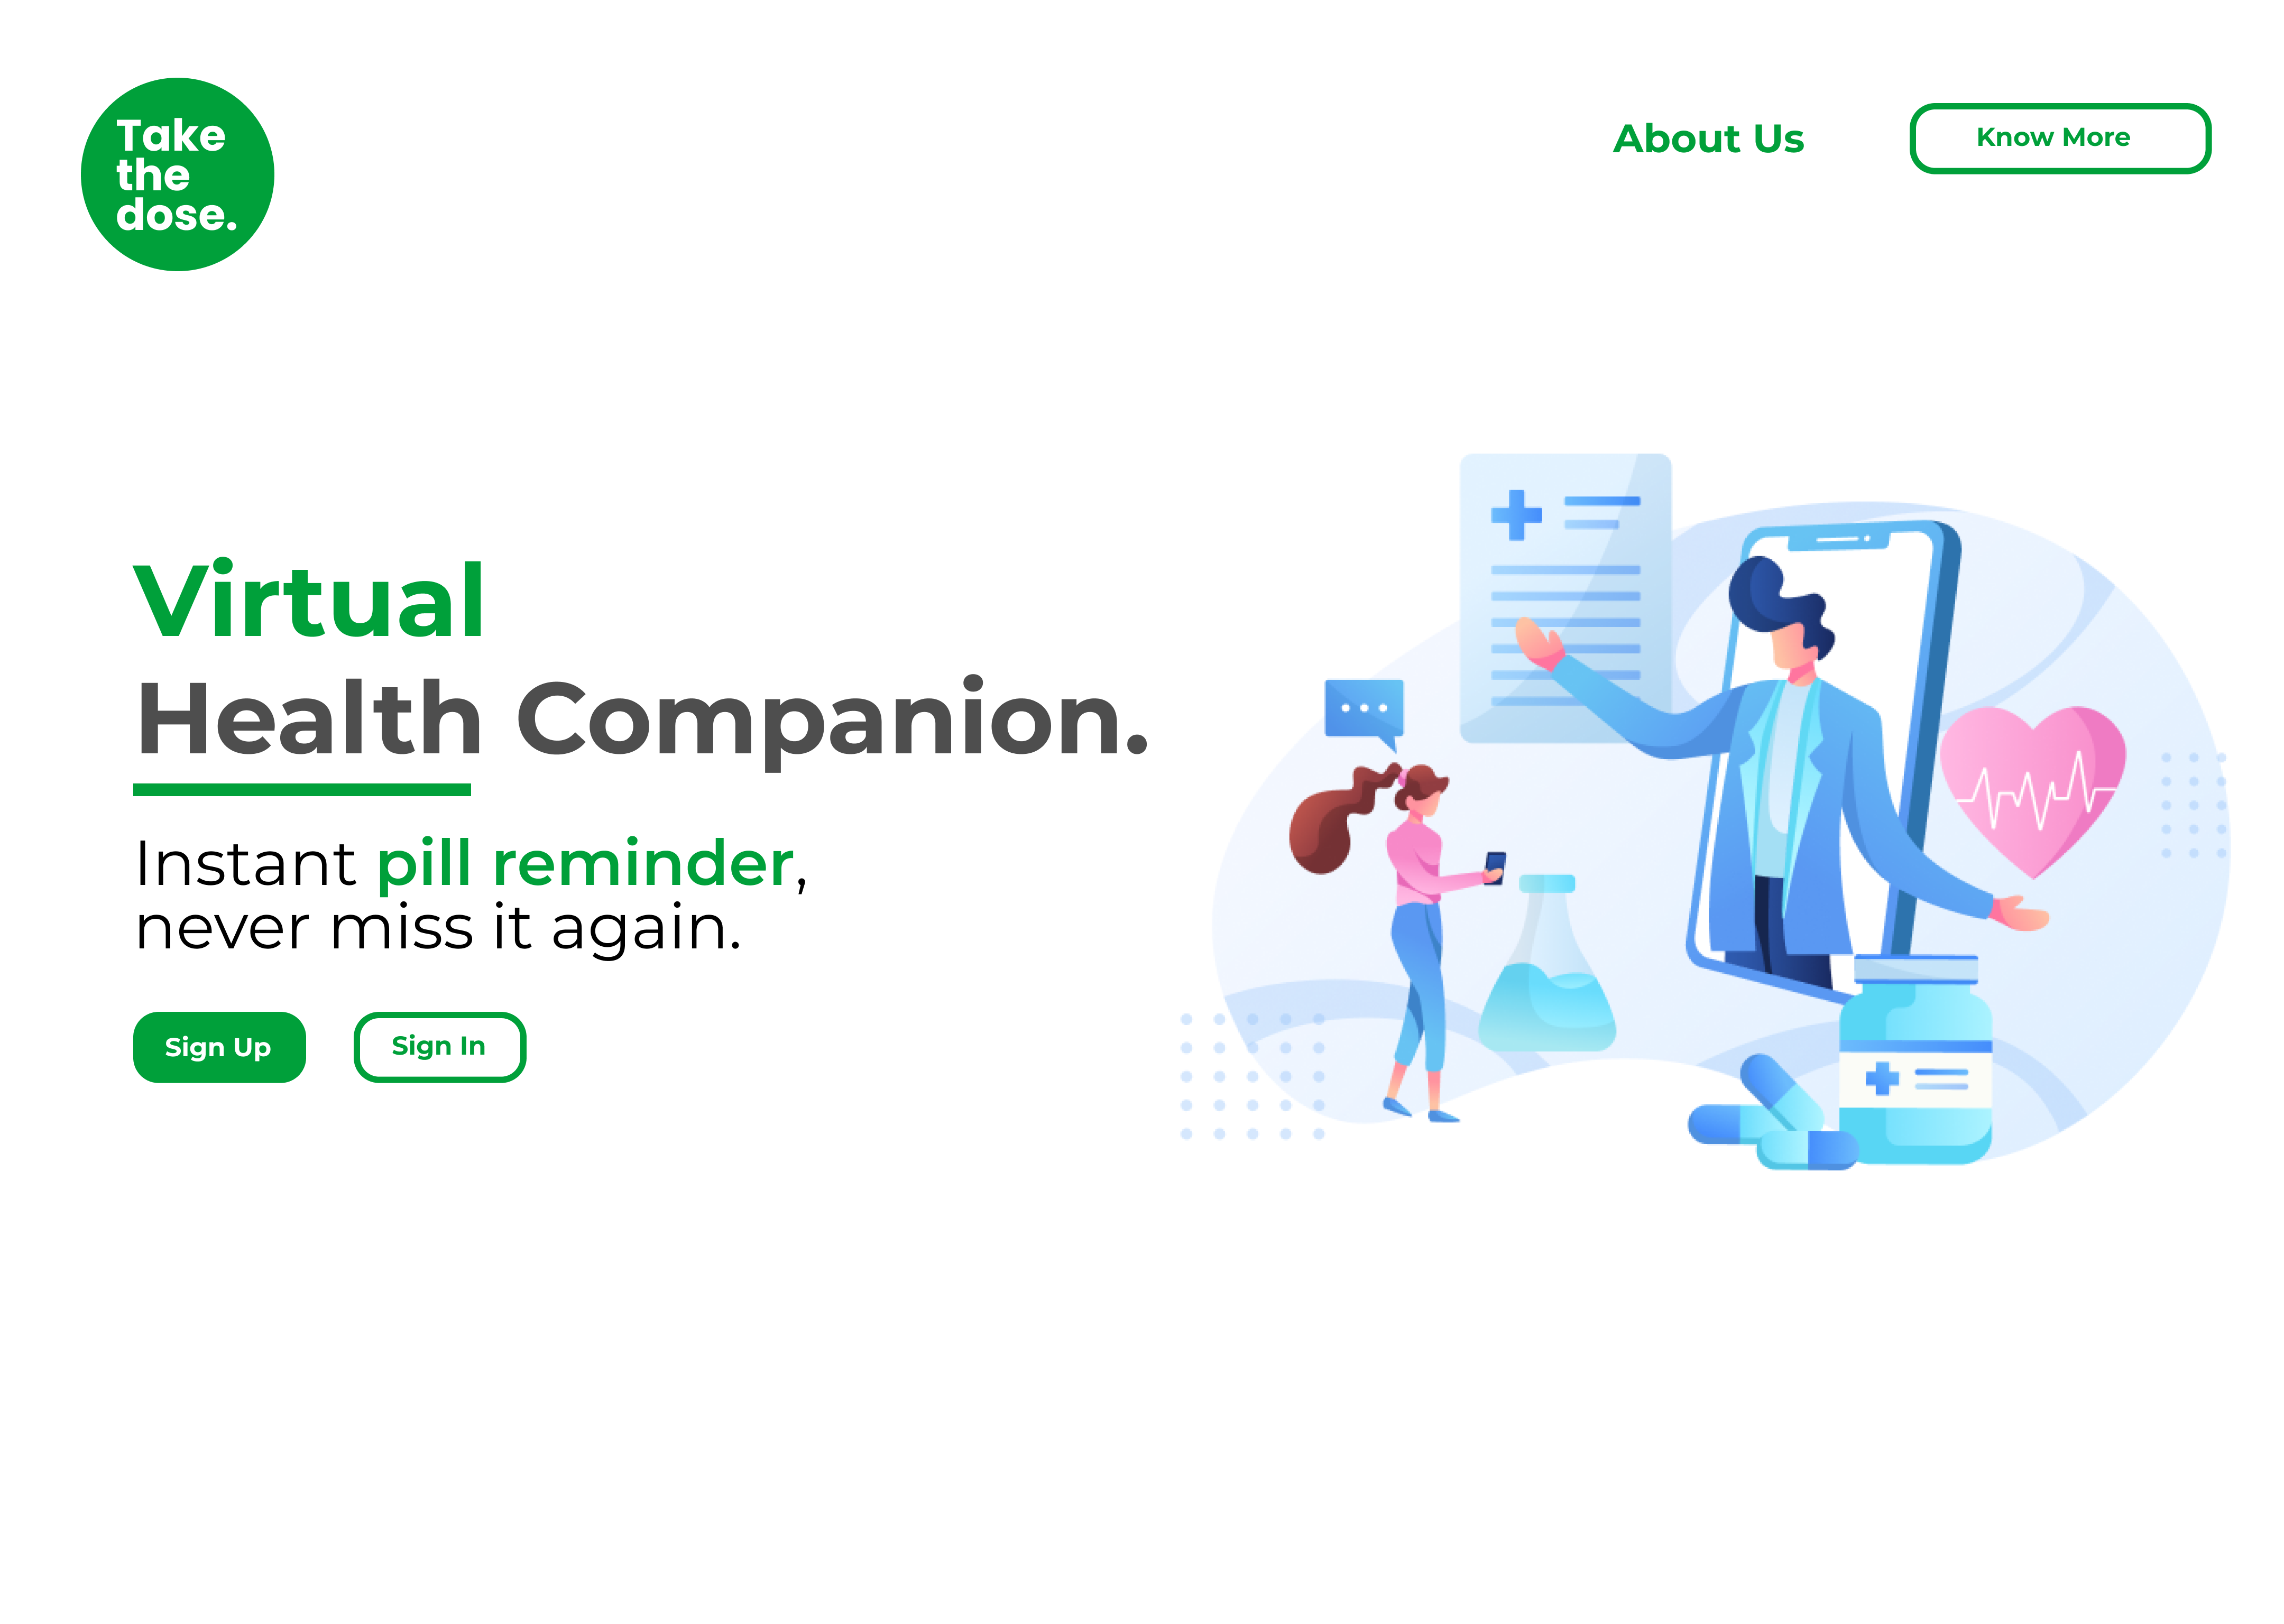 Take
the
dose.
About Us
Know More
Virtual
Health Companion.
Instant pill reminder,
never miss it again.
Sign Up
Sign In